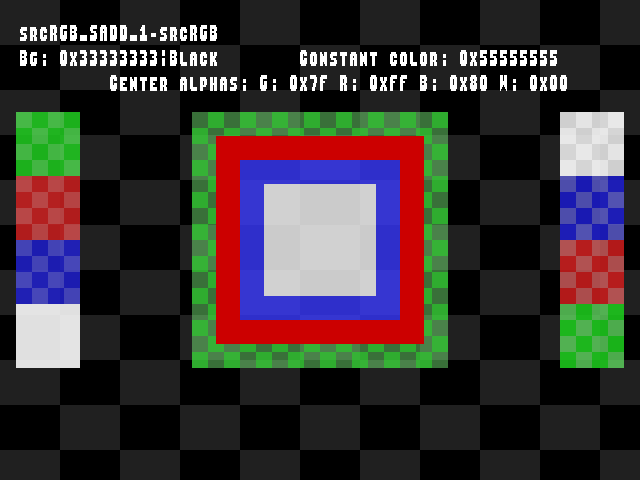 srcRGB_SADD_1-srcRGB
Bg: 0x33333333¦Black Constant color: 0x55555555
Center alphas: G: 0x7f R: 0xff B: 0x80 W: 0x00